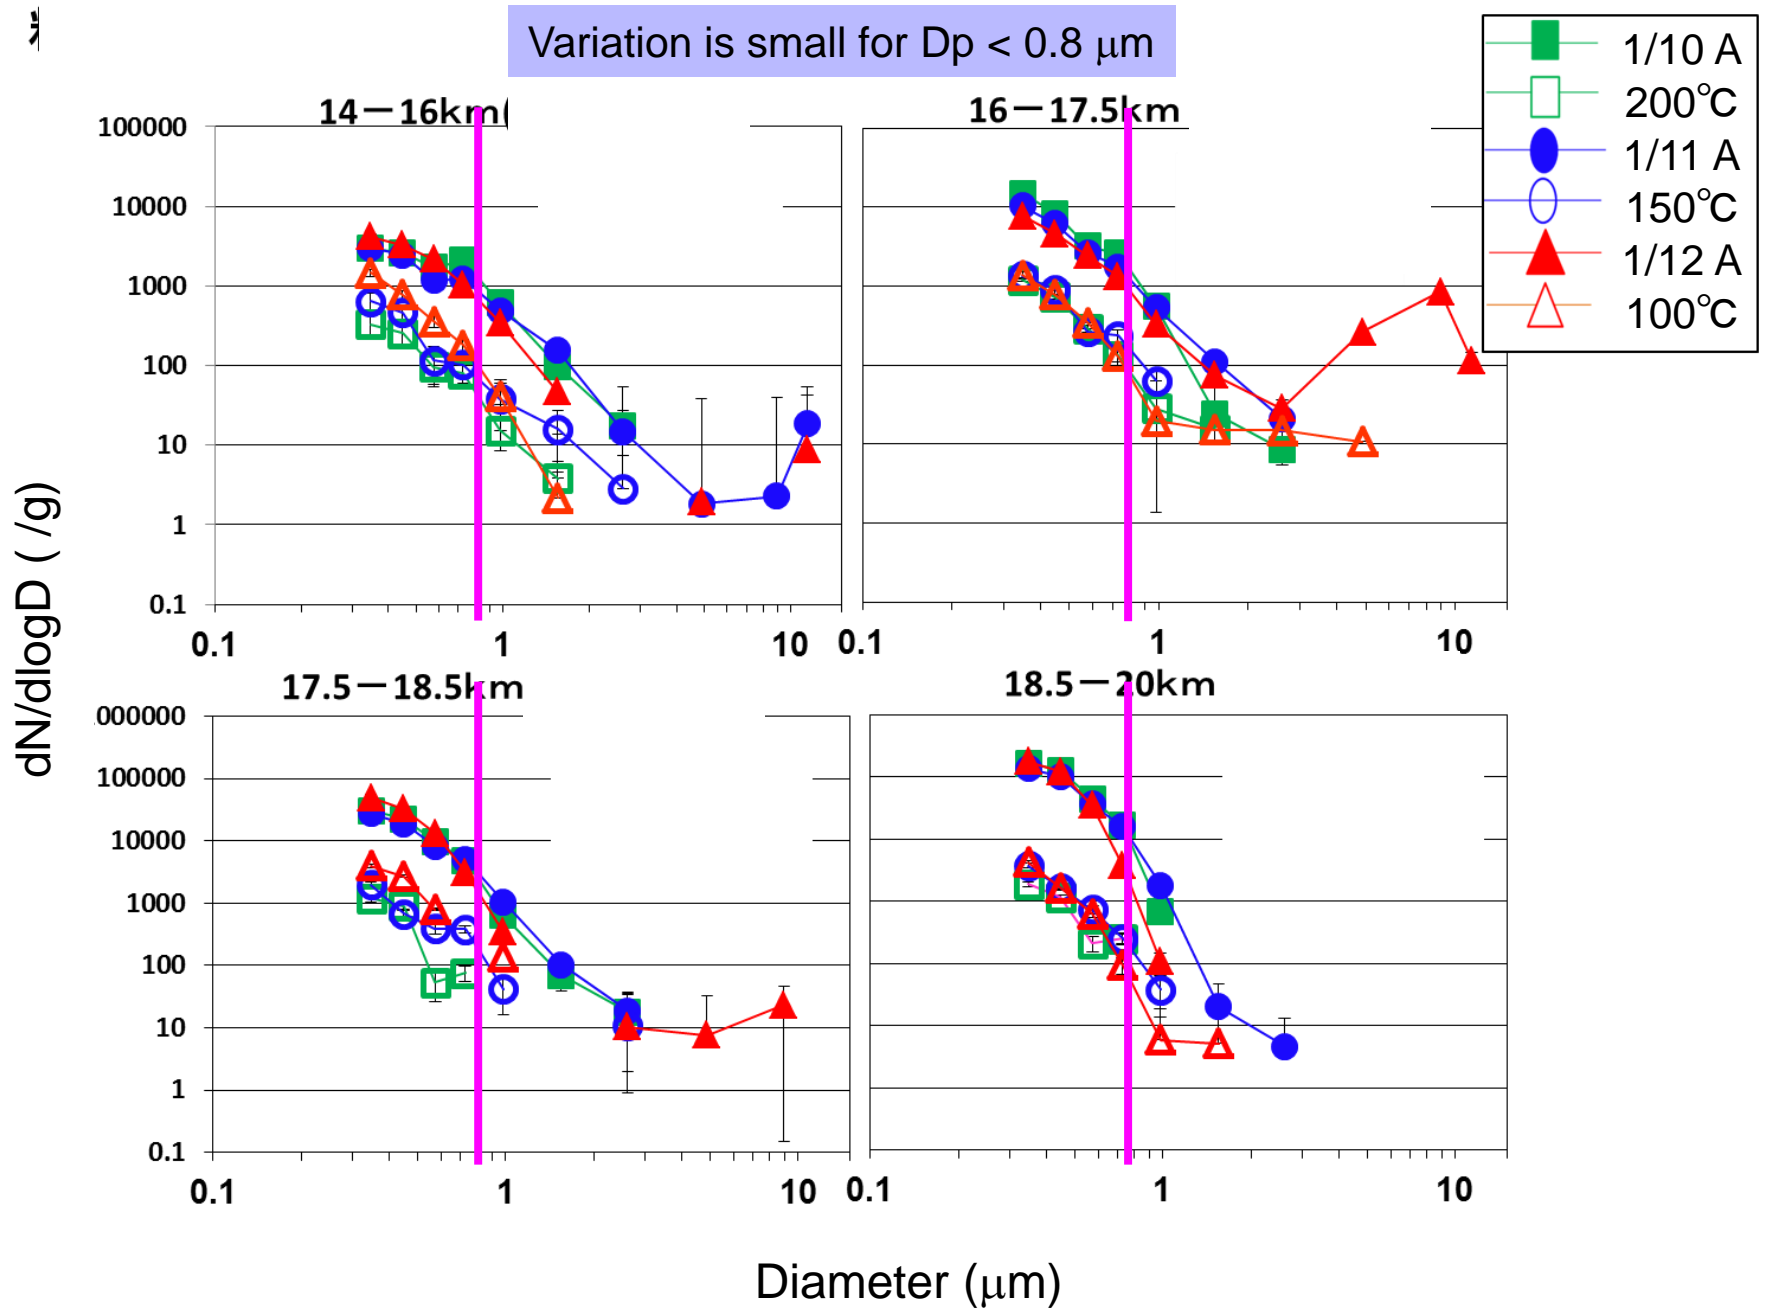 Variation is small for Dp < 0.8 μm
1/10 A
200℃
1/11 A
150℃
1/12 A
100℃
14－16km(
16－17.5km
100000
10000
1000
100
10
1
0.1
0.1 1 10
0.1 1 10
17.5－18.5km
18.5－20km
000000
100000
10000
1000
100
10
1
0.1
0.1 1 10
0.1 1 10
dN/dlogD ( /g)
Diameter (μm)